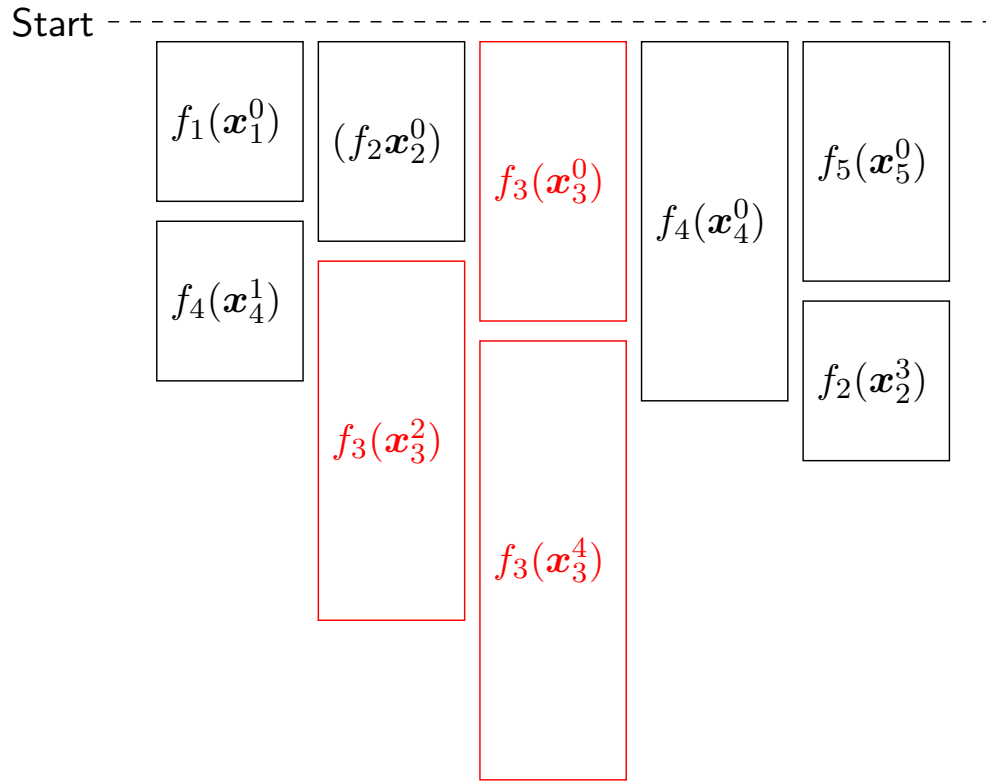 Start
f_1(x_1^0)
(f_2x_2^0)
f_3(x_3^0)
f_4(x_4^0)
f_5(x_5^0)
f_4(x_4^1)
f_3(x_3^2)
f_3(x_3^4)
f_2(x_2^3)